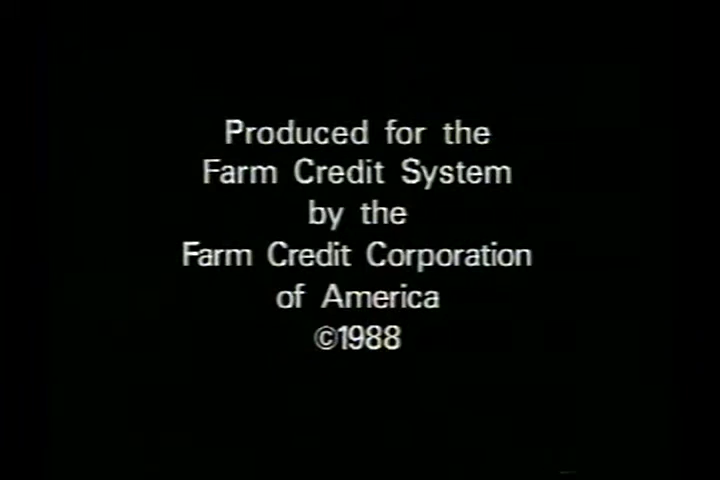 Produced for the
Farm Credit System
by the
Farm Credit Corporation
of America
©1988